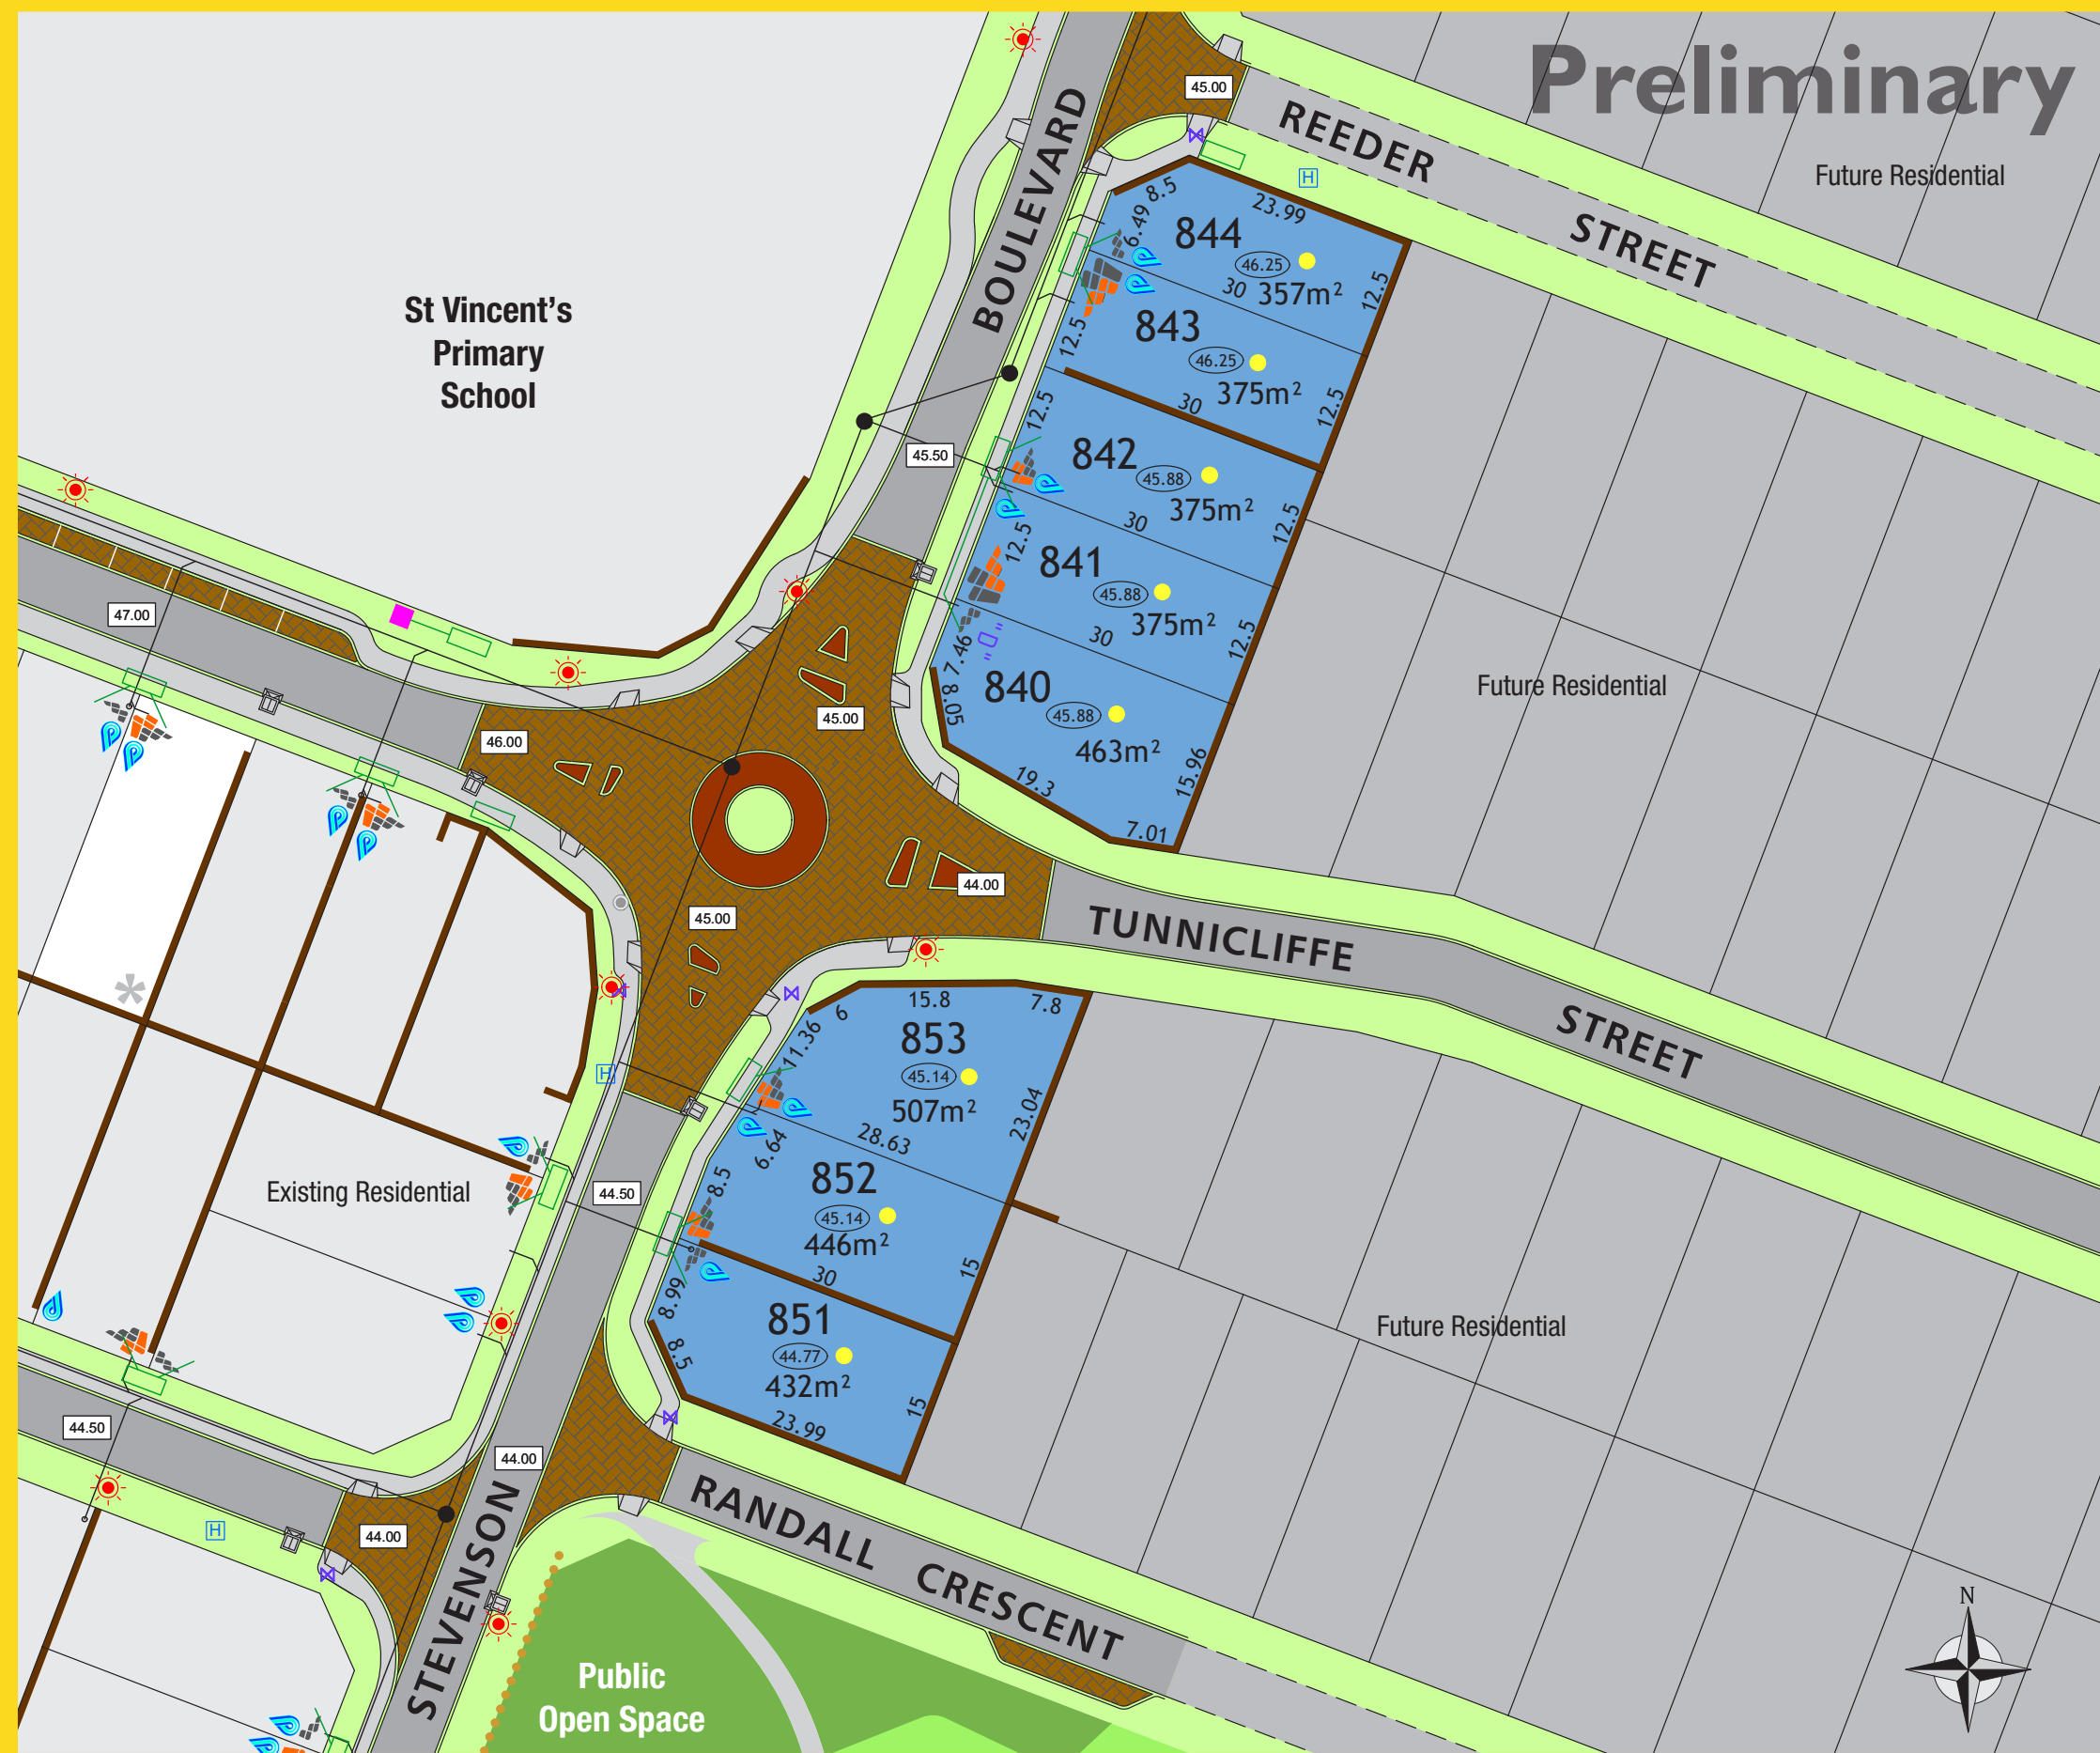 Preliminary
45.00
BOULEVARD
REEDER STREET
H
Future Residential
8.5
23.99
6.49
844
46.25
30
357m²
12.5
St Vincent's
Primary
School
843
12.5
46.25
375m²
30
12.5
12.5
842
45.50
45.88
375m²
30
12.5
12.5
841
45.88
375m²
30
12.5
"D"
7.46
840
45.88
463m²
8.05
19.3
15.96
7.01
Future Residential
47.00
46.00
45.00
44.00
45.00
TUNNICLIFFE STREET
*
15.8
7.8
6
11.36
853
45.14
507m²
23.04
28.63
H
6.64
8.5
852
45.14
446m²
30
15
Existing Residential
44.50
8.99
851
44.77
432m²
8.5
23.99
15
Future Residential
44.50
44.00
H
44.00
STEVENSON
RANDALL CRESCENT
Public
Open Space
N